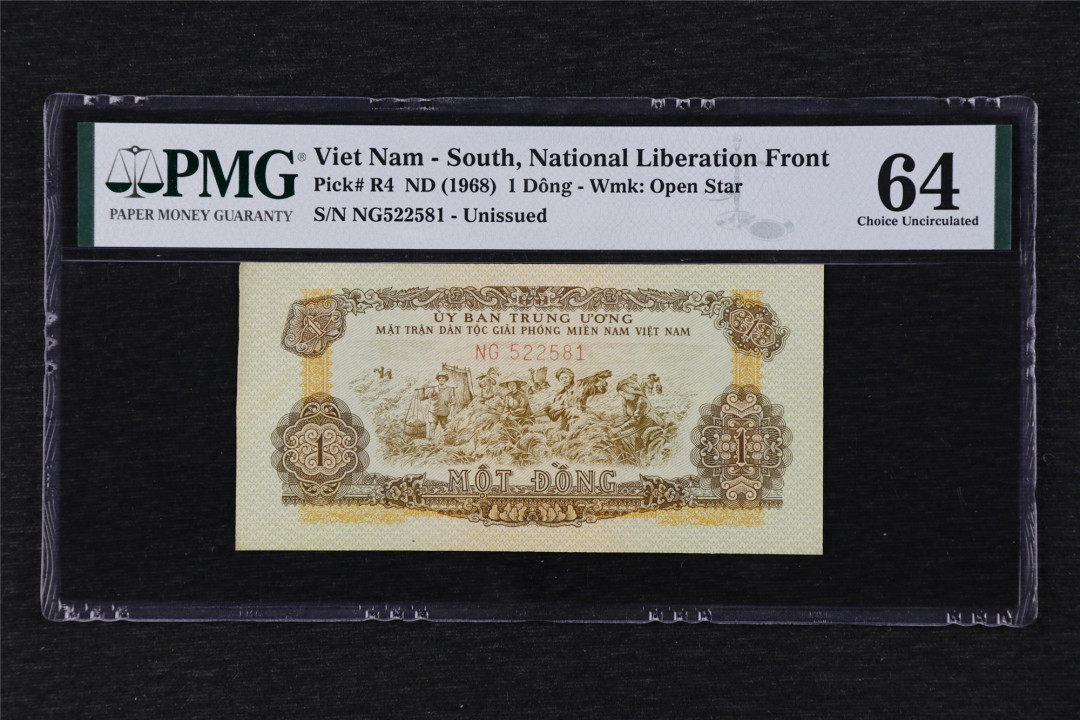 PMG®
PAPER MONEY GUARANTY
Viet Nam - South, National Liberation Front
Pick# R4 ND (1968) 1 Dông - Wmk: Open Star
S/N NG522581 - Unissued
64
Choice Uncirculated
ỦY BAN TRUNG ƯƠNG
MẶT TRẬN DÂN TỘC GIẢI PHÓNG MIỀN NAM VIỆT NAM
NG 522581
1
1
MỘT ĐỒNG